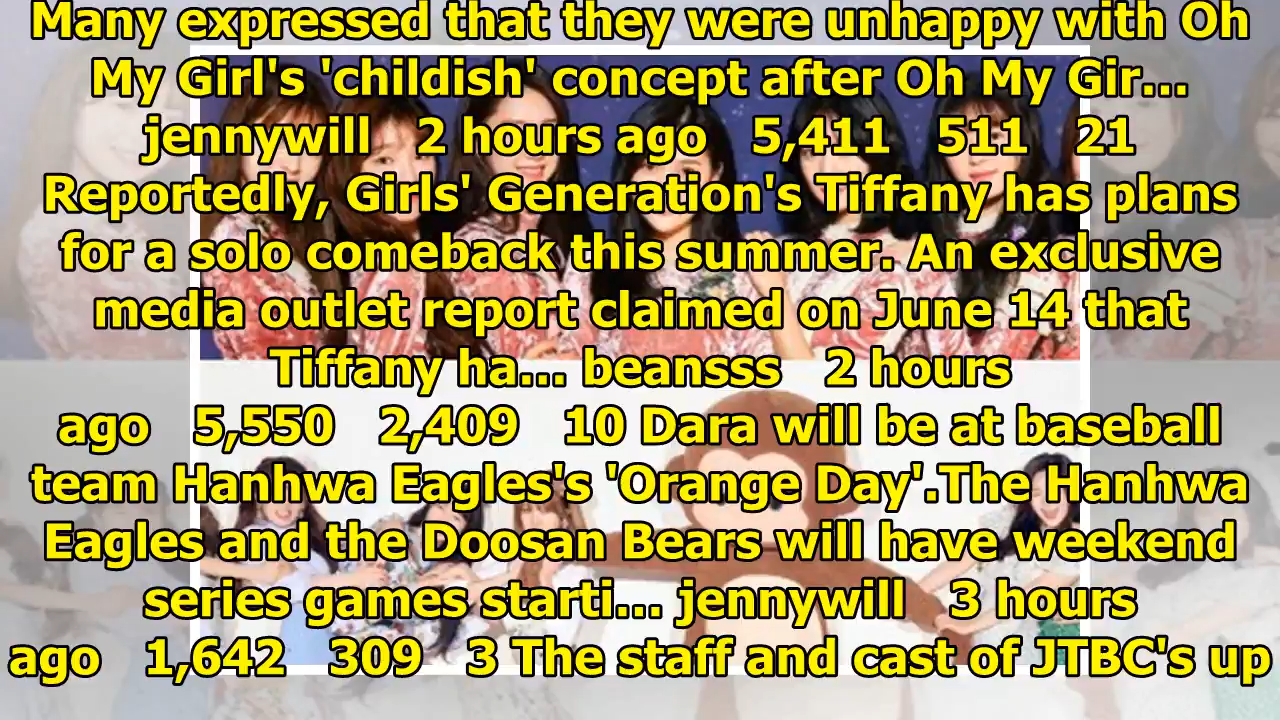 Many expressed that they were unhappy with Oh
My Girl's 'childish' concept after Oh My Gir...
jennywill 2 hours ago 5,411 511 21
Reportedly, Girls' Generation's Tiffany has plans
for a solo comeback this summer. An exclusive
media outlet report claimed on June 14 that
Tiffany ha... beansss 2 hours
ago 5,550 2,409 10 Dara will be at baseball
team Hanhwa Eagles's 'Orange Day'.The Hanhwa
Eagles and the Doosan Bears will have weekend
series games starti... jennywill 3 hours
ago 1,642 309 3 The staff and cast of JTBC's up